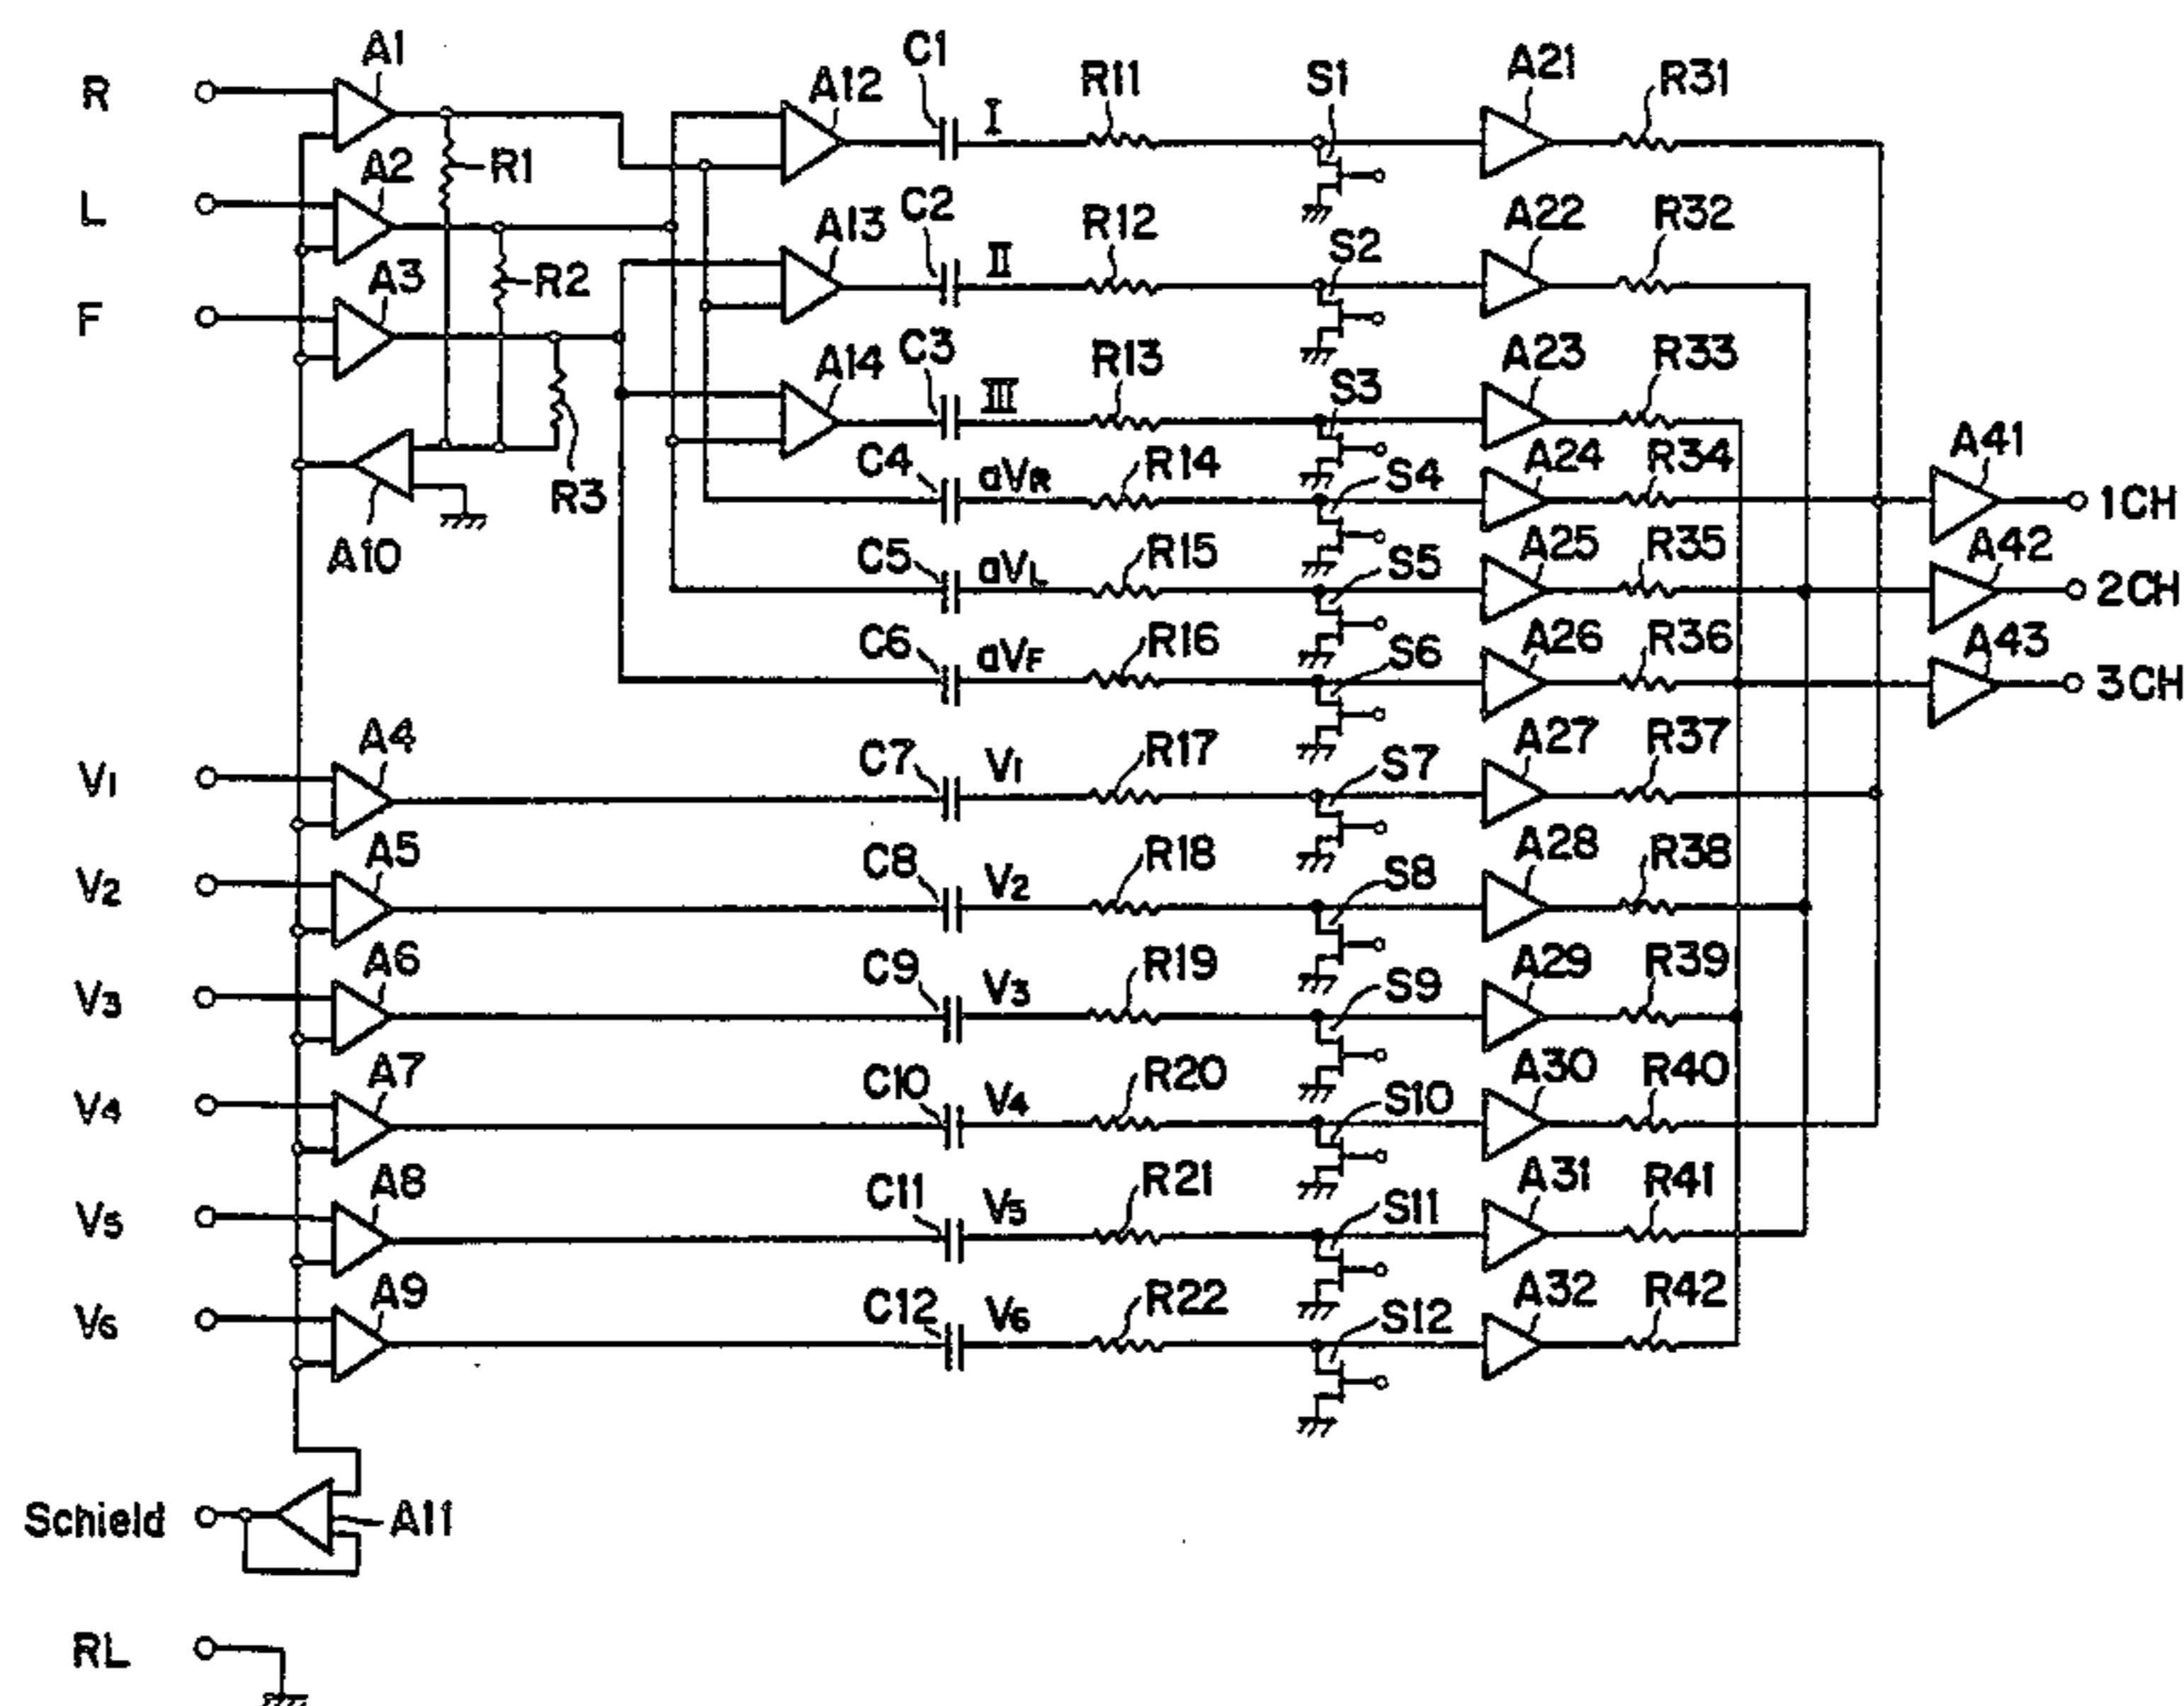 R A1 A12 C1 I R11 S1 A21 R31
L A2 R1 A13 C2 II R12 S2 A22 R32
F A3 R2 A14 C3 III R13 S3 A23 R33
A10 R3 C4 aVR R14 S4 A24 R34 A41 1CH
C5 aVL R15 S5 A25 R35 A42 2CH
C6 aVF R16 S6 A26 R36 A43 3CH
V1 A4 C7 V1 R17 S7 A27 R37
V2 A5 C8 V2 R18 S8 A28 R38
V3 A6 C9 V3 R19 S9 A29 R39
V4 A7 C10 V4 R20 S10 A30 R40
V5 A8 C11 V5 R21 S11 A31 R41
V6 A9 C12 V6 R22 S12 A32 R42
Schield A11
RL